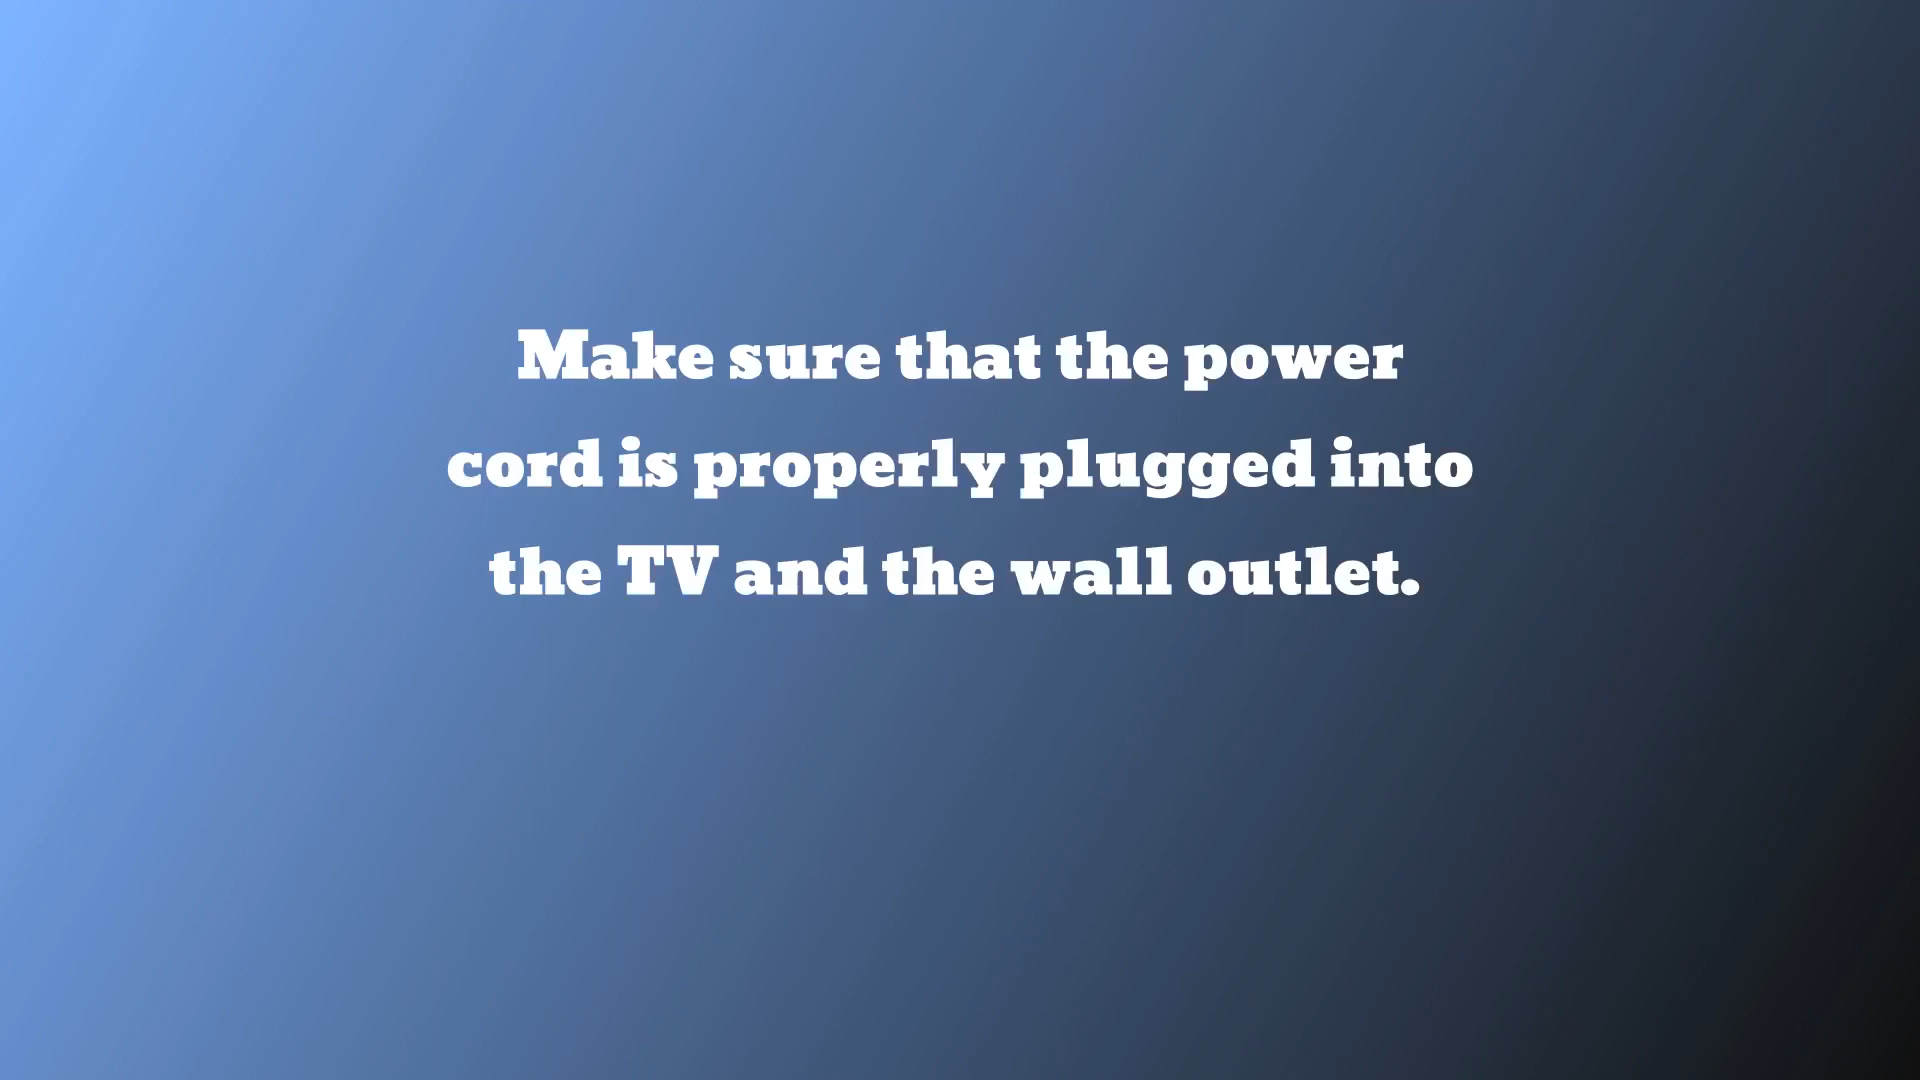 Make sure that the power
cord is properly plugged into
the TV and the wall outlet.